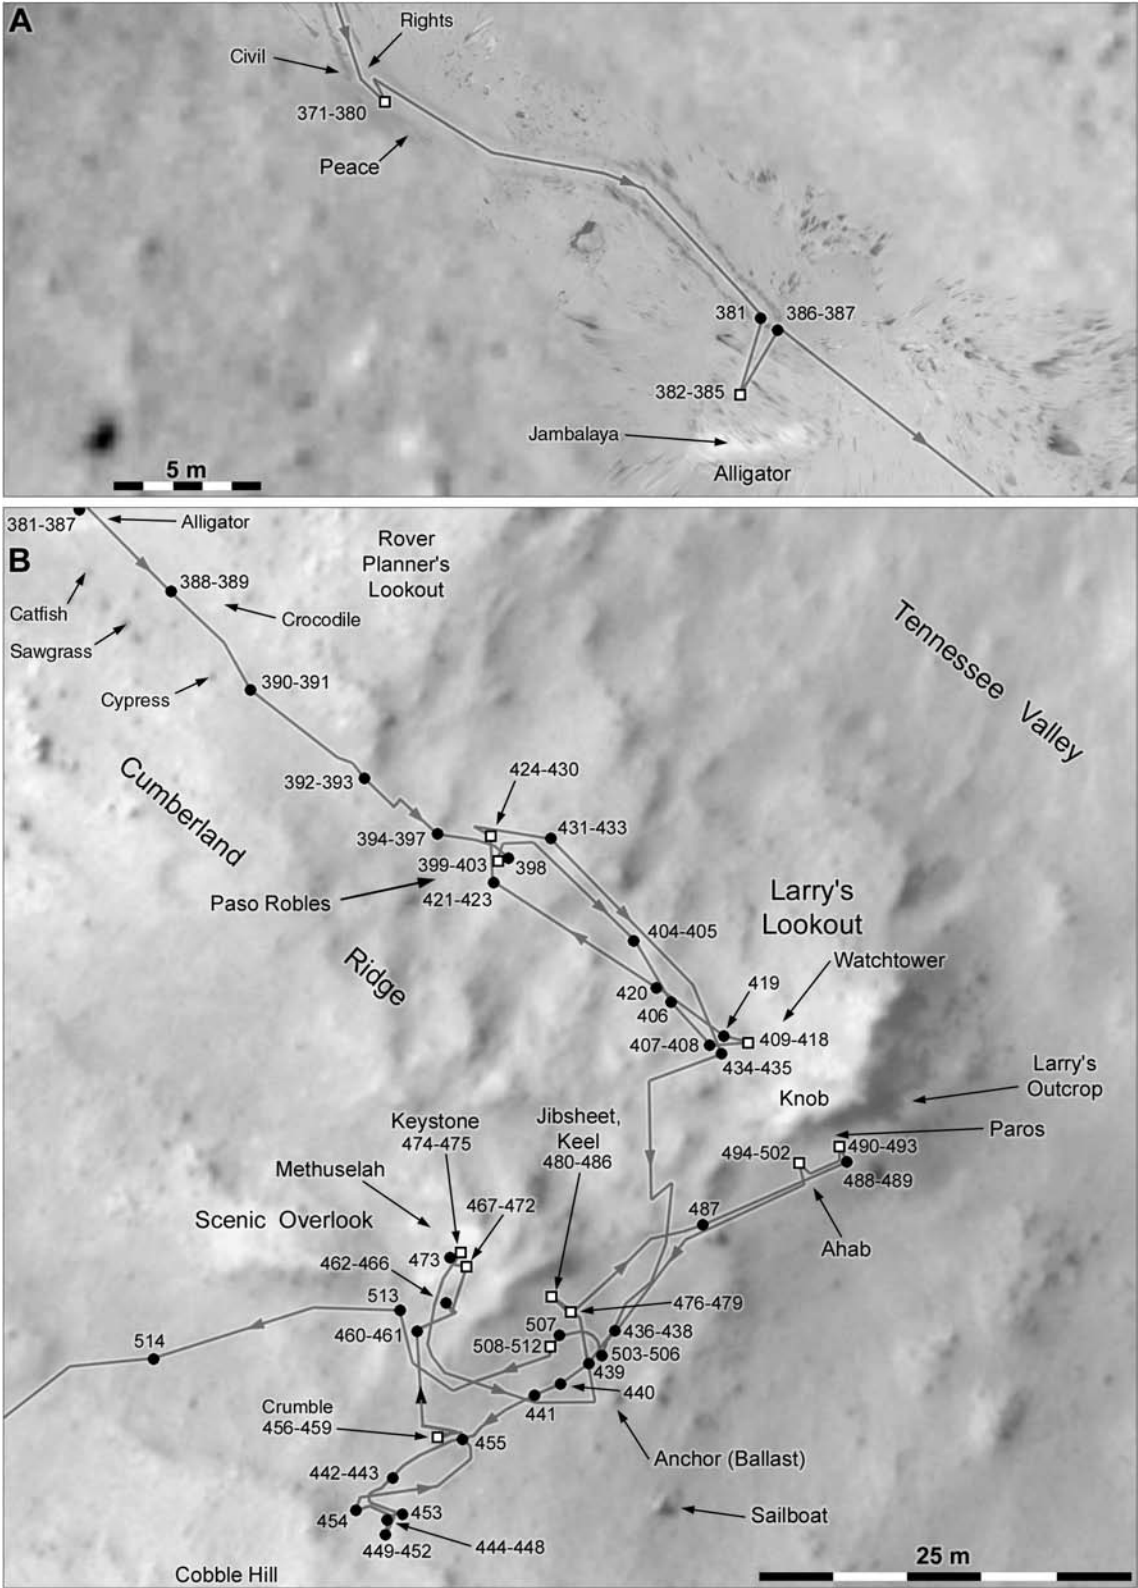 A
Rights
Civil
371-380
Peace
381
386-387
382-385
Jambalaya
Alligator
5 m
381-387
Alligator
B
Rover
Planner's
Lookout
388-389
Catfish
Crocodile
Sawgrass
390-391
Cypress
Tennessee Valley
Cumberland
392-393
424-430
394-397
431-433
399-403
398
421-423
Paso Robles
Larry's
Lookout
404-405
Ridge
Watchtower
419
420
406
409-418
407-408
434-435
Larry's
Outcrop
Knob
Keystone
474-475
Jibsheet,
Keel
480-486
Paros
490-493
494-502
488-489
Methuselah
467-472
Scenic Overlook
487
Ahab
473
462-466
513
476-479
460-461
507
436-438
514
508-512
503-506
439
440
441
Crumble
456-459
455
Anchor (Ballast)
442-443
454
453
Sailboat
444-448
449-452
25 m
Cobble Hill